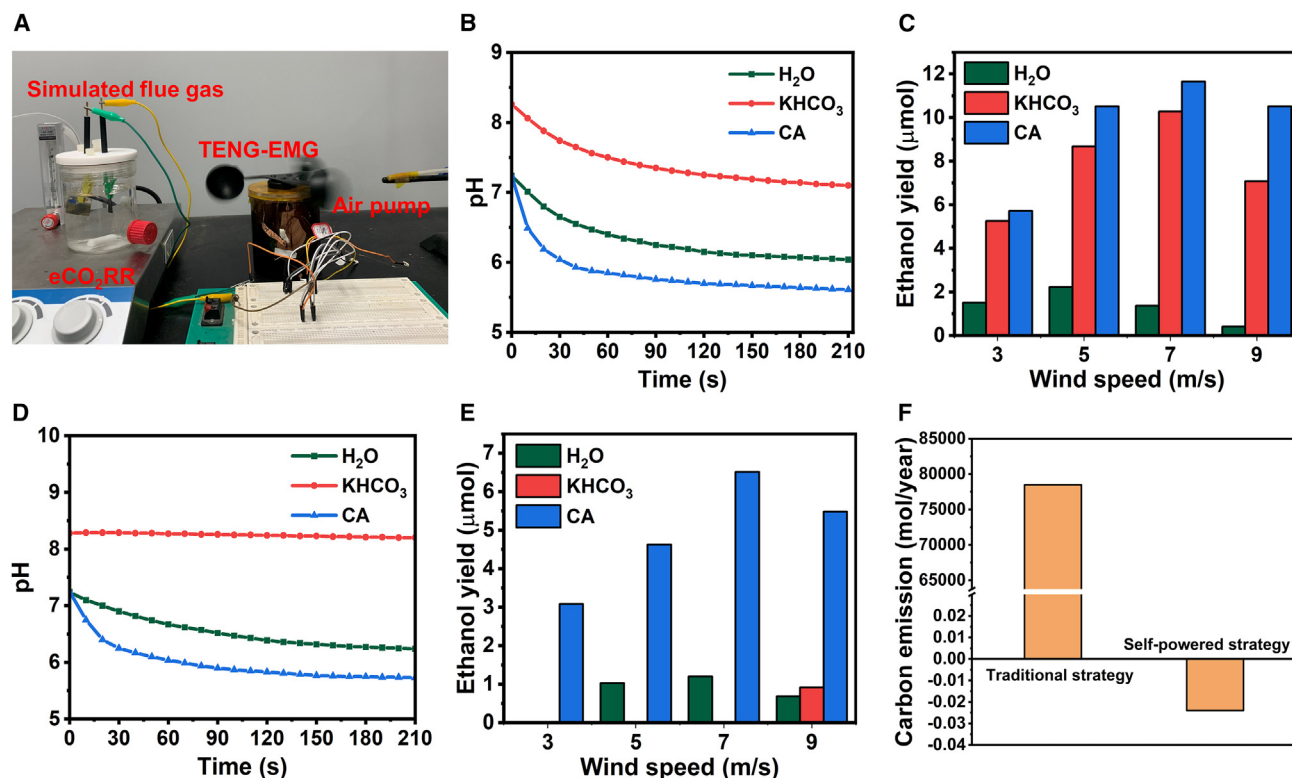 A
Simulated flue gas
TENG-EMG
Air pump
eCO₂RR
B
9
8
7
6
5
pH
0 30 60 90 120 150 180 210
Time (s)
H₂O
KHCO₃
CA
C
12
10
8
6
4
2
0
Ethanol yield (μmol)
3 5 7 9
Wind speed (m/s)
H₂O
KHCO₃
CA
D
10
9
8
7
6
5
pH
0 30 60 90 120 150 180 210
Time (s)
H₂O
KHCO₃
CA
E
7
6
5
4
3
2
1
0
Ethanol yield (μmol)
3 5 7 9
Wind speed (m/s)
H₂O
KHCO₃
CA
F
85000
80000
75000
70000
65000
0.02
0.01
0.00
-0.01
-0.02
-0.03
-0.04
Carbon emission (mol/year)
Self-powered strategy
Traditional strategy